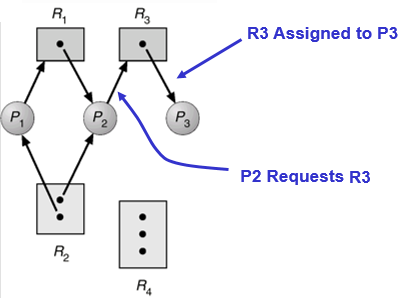 R1
R3
R3 Assigned to P3
P1
P2
P3
P2 Requests R3
R2
R4